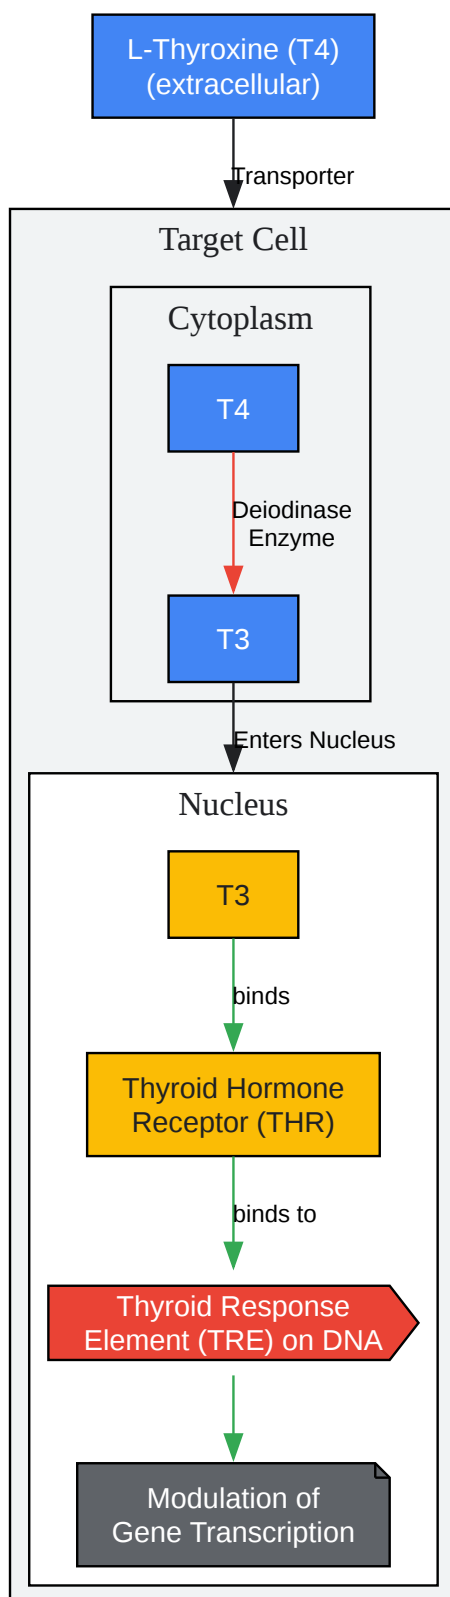 L-Thyroxine (T4)
(extracellular)
Transporter
Target Cell
Cytoplasm
T4
Deiodinase
Enzyme
T3
Enters Nucleus
Nucleus
T3
binds
Thyroid Hormone
Receptor (THR)
binds to
Thyroid Response
Element (TRE) on DNA
Modulation of
Gene Transcription